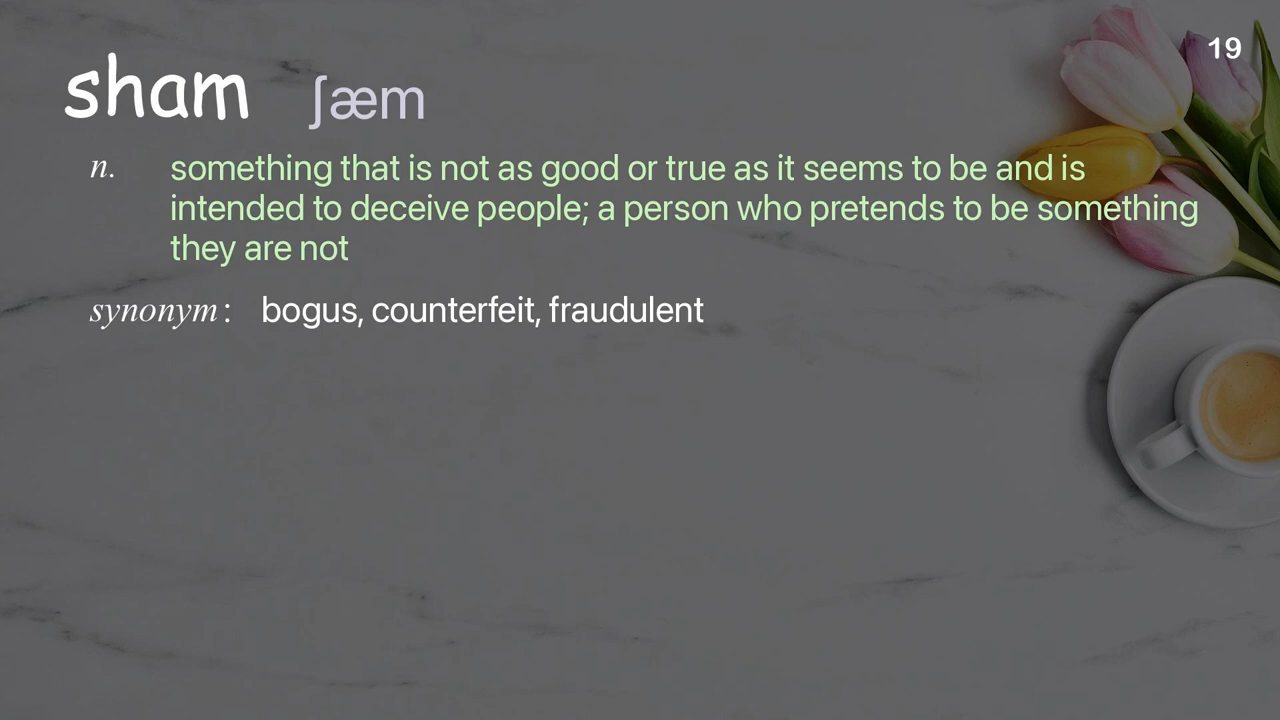 19
sham ʃæm
n. something that is not as good or true as it seems to be and is
intended to deceive people; a person who pretends to be something
they are not
synonym: bogus, counterfeit, fraudulent